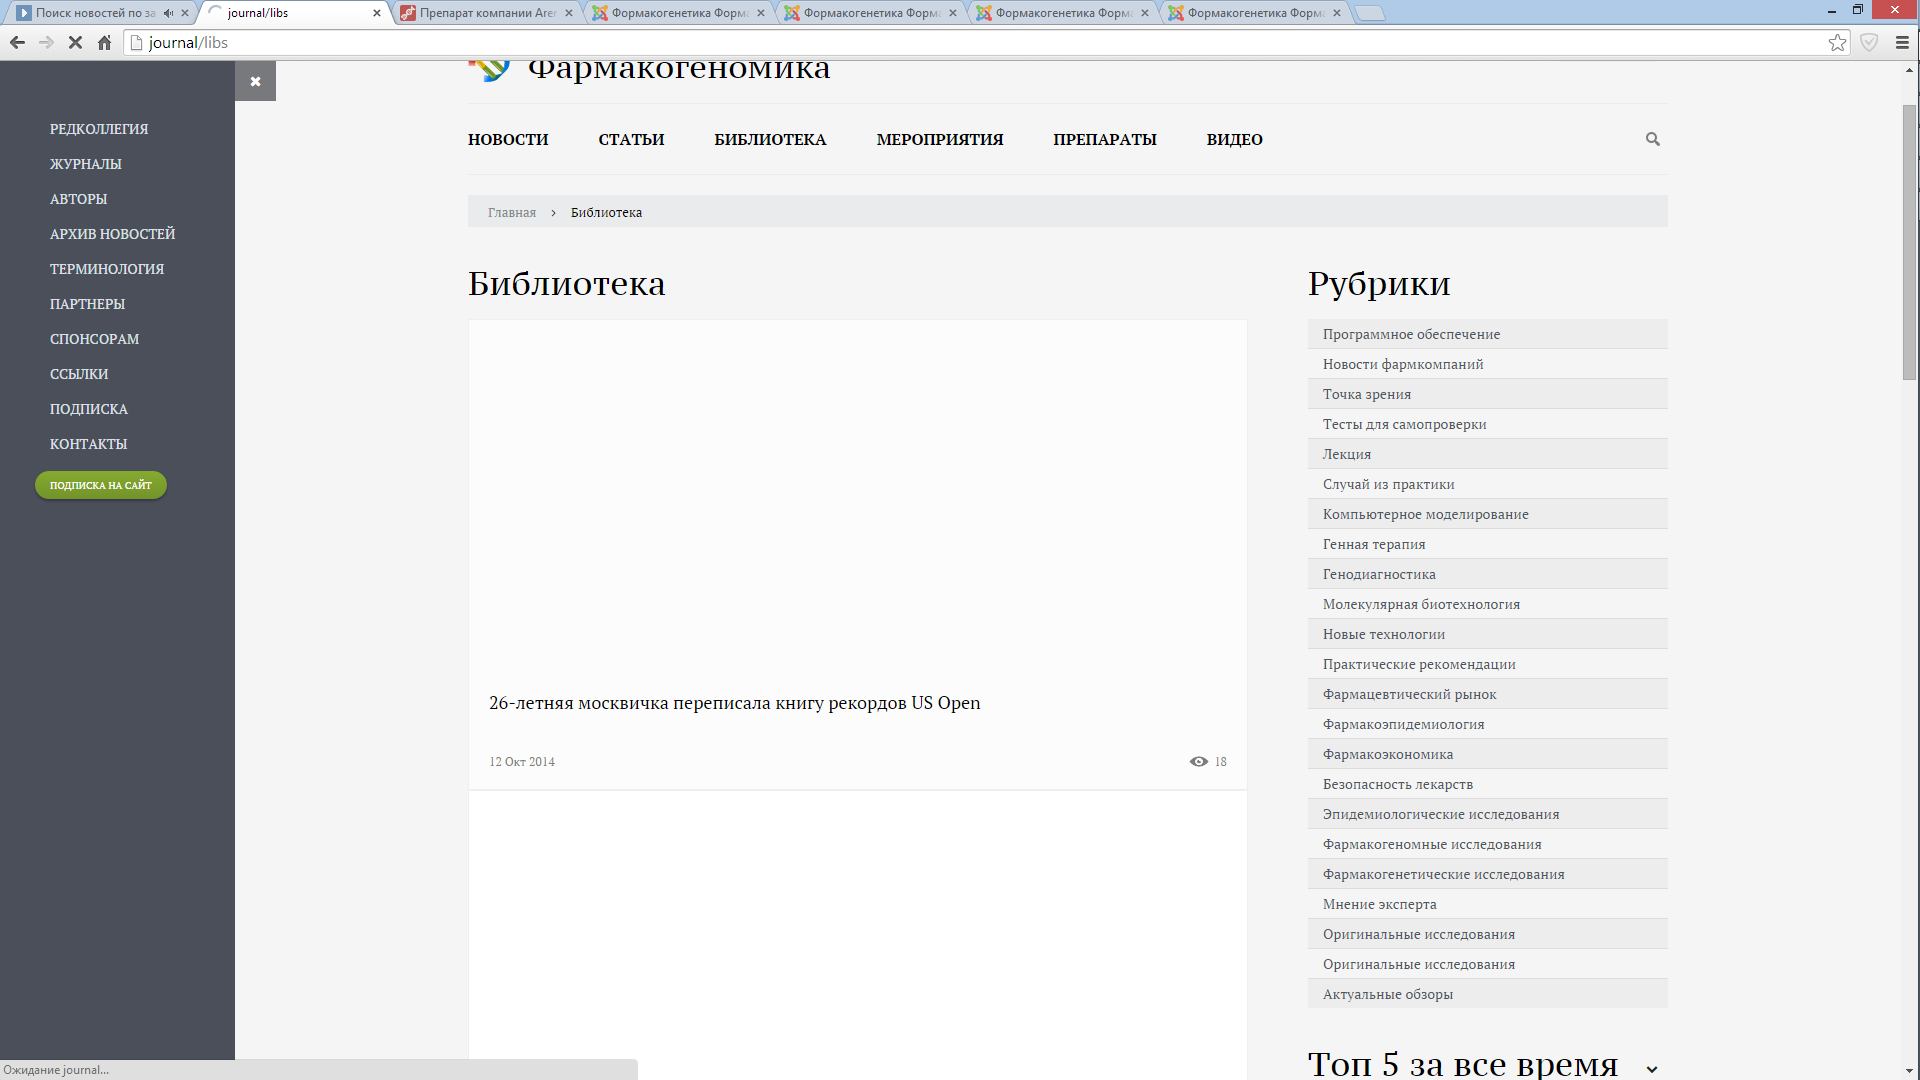 Поиск новостей по за
journal/libs
Препарат компании Arer
Формакогенетика Форм
Формакогенетика Форм
Формакогенетика Форм
Формакогенетика Форм
journal/libs
РЕДКОЛЛЕГИЯ
ЖУРНАЛЫ
АВТОРЫ
АРХИВ НОВОСТЕЙ
ТЕРМИНОЛОГИЯ
ПАРТНЕРЫ
СПОНСОРАМ
ССЫЛКИ
ПОДПИСКА
КОНТАКТЫ
ПОДПИСКА НА САЙТ
Фармакогеномика
НОВОСТИ СТАТЬИ БИБЛИОТЕКА МЕРОПРИЯТИЯ ПРЕПАРАТЫ ВИДЕО
Главная › Библиотека
Библиотека
26-летняя москвичка переписала книгу рекордов US Open
12 Окт 2014 18
Рубрики
Программное обеспечение
Новости фармкомпаний
Точка зрения
Тесты для самопроверки
Лекция
Случай из практики
Компьютерное моделирование
Генная терапия
Генодиагностика
Молекулярная биотехнология
Новые технологии
Практические рекомендации
Фармацевтический рынок
Фармакоэпидемиология
Фармакоэкономика
Безопасность лекарств
Эпидемиологические исследования
Фармакогеномные исследования
Фармакогенетические исследования
Мнение эксперта
Оригинальные исследования
Оригинальные исследования
Актуальные обзоры
Топ 5 за все время
Ожидание journal...